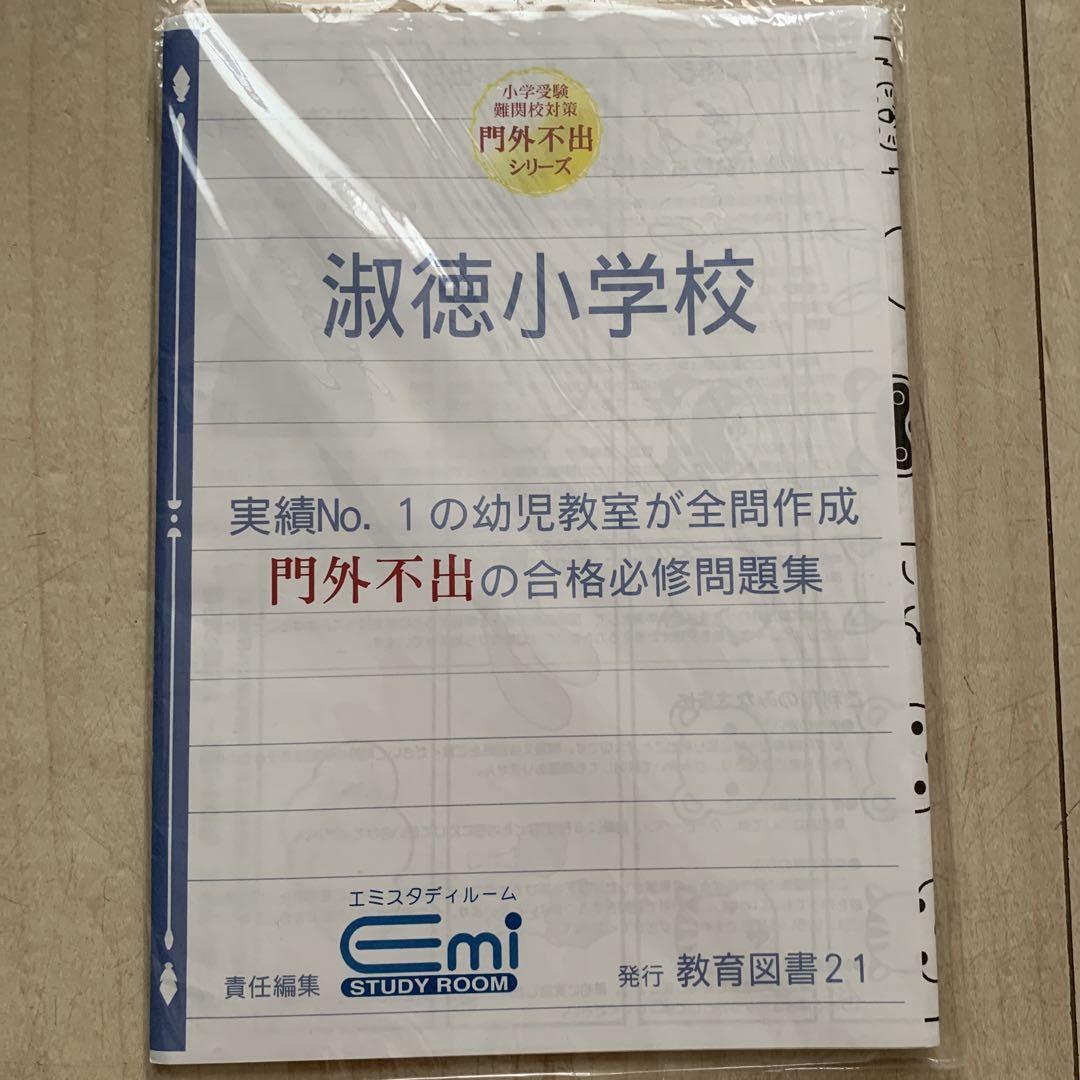 小学受験
難関校対策
門外不出
シリーズ
淑徳小学校
実績No. 1の幼児教室が全問作成
門外不出の合格必修問題集
エミスタディルーム
Emi
STUDY ROOM
責任編集
発行 教育図書21